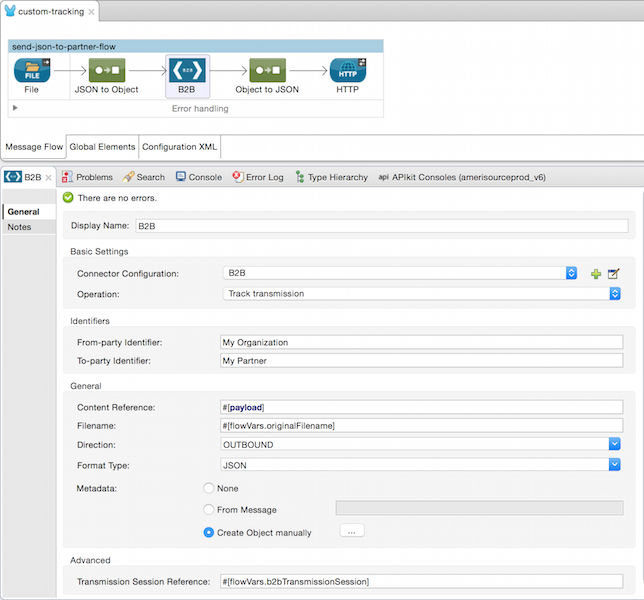 custom-tracking
send-json-to-partner-flow
FILE B2B HTTP
File JSON to Object B2B Object to JSON HTTP
Error handling
Message Flow Global Elements Configuration XML
B2B Problems Search Console Error Log Type Hierarchy api APIkit Consoles (amerisourceprod_v6)
There are no errors.
General
Notes
Display Name: B2B
Basic Settings
Connector Configuration: B2B
Operation: Track transmission
Identifiers
From-party Identifier: My Organization
To-party Identifier: My Partner
General
Content Reference: #[payload]
Filename: #[flowVars.originalFilename]
Direction: OUTBOUND
Format Type: JSON
Metadata: None
From Message
Create Object manually ...
Advanced
Transmission Session Reference: #[flowVars.b2bTransmissionSession]